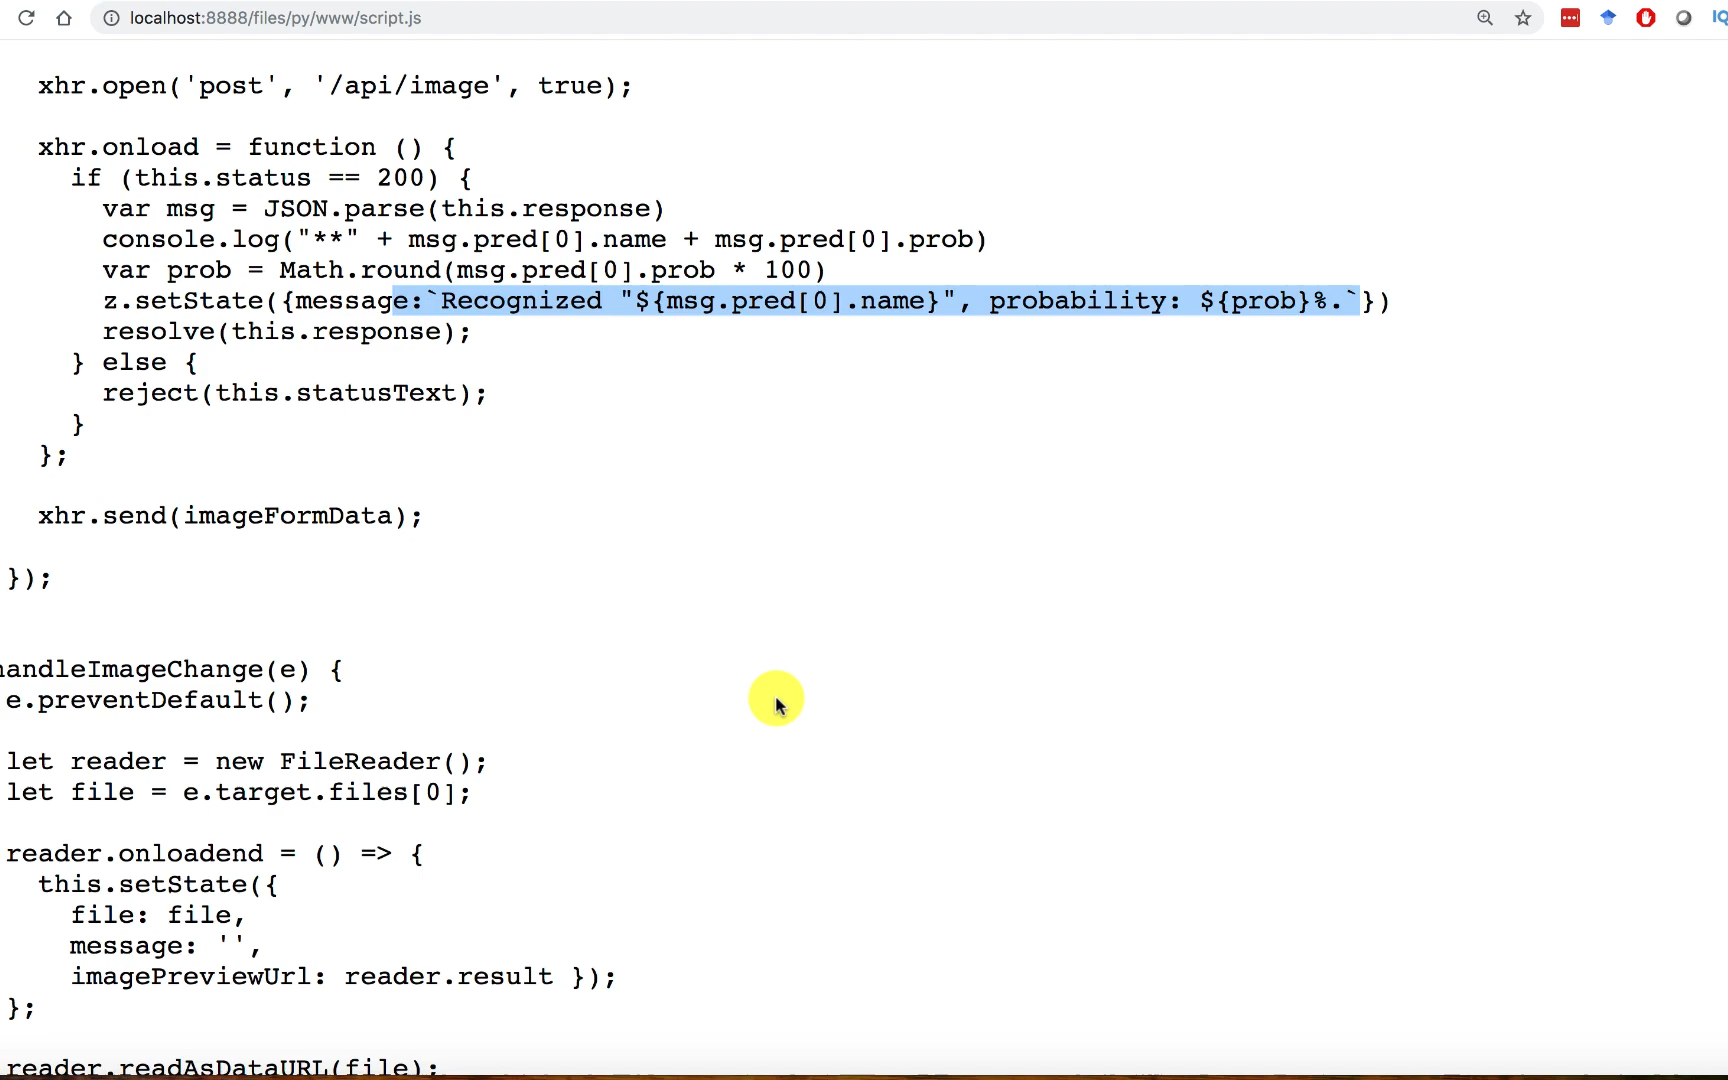 localhost:8888/files/py/www/script.js
xhr.open('post', '/api/image', true);
xhr.onload = function () {
if (this.status == 200) {
var msg = JSON.parse(this.response)
console.log("**" + msg.pred[0].name + msg.pred[0].prob)
var prob = Math.round(msg.pred[0].prob * 100)
z.setState({message:`Recognized "${msg.pred[0].name}", probability: ${prob}%.`})
resolve(this.response);
} else {
reject(this.statusText);
}
};
xhr.send(imageFormData);
});
andleImageChange(e) {
e.preventDefault();
let reader = new FileReader();
let file = e.target.files[0];
reader.onloadend = () => {
this.setState({
file: file,
message: '',
imagePreviewUrl: reader.result });
};
reader.readAsDataURL(file);